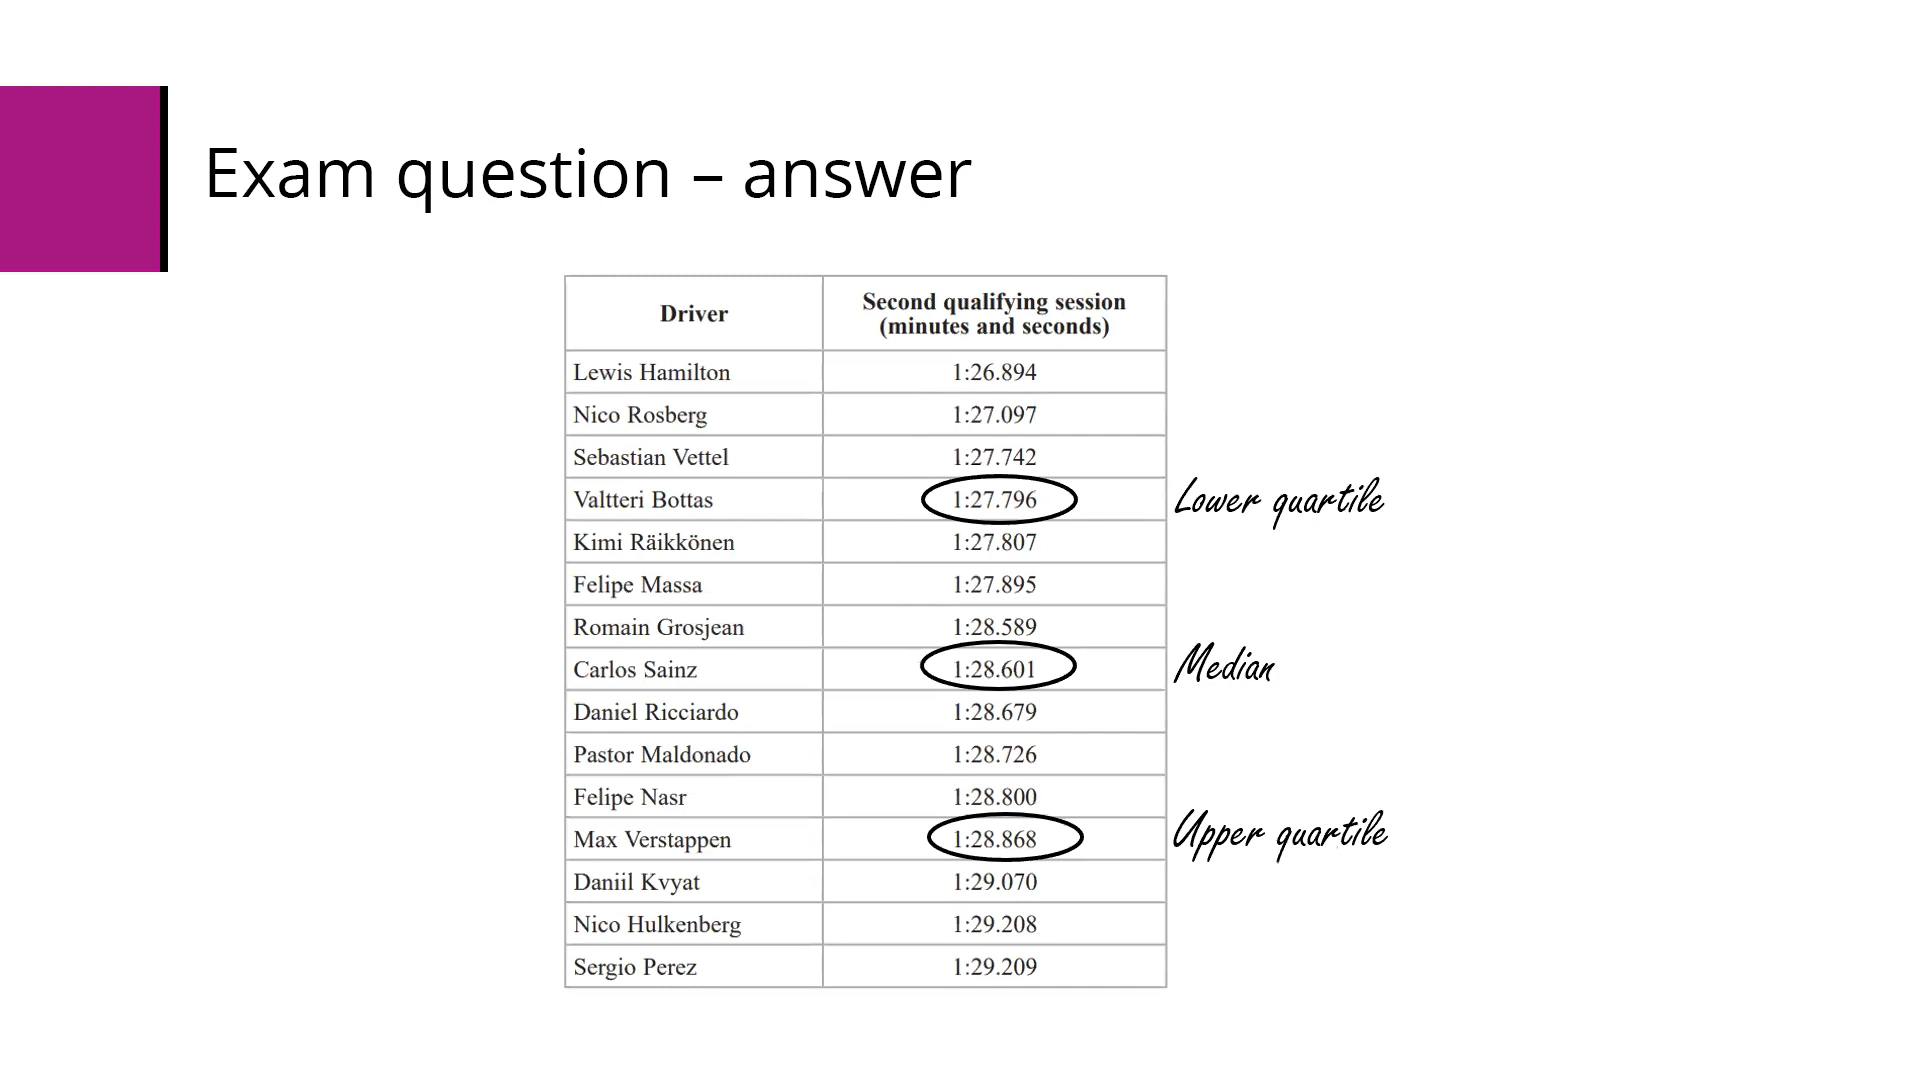 Exam question – answer
Driver Second qualifying session
(minutes and seconds)
Lewis Hamilton 1:26.894
Nico Rosberg 1:27.097
Sebastian Vettel 1:27.742
Valtteri Bottas 1:27.796 Lower quartile
Kimi Räikkönen 1:27.807
Felipe Massa 1:27.895
Romain Grosjean 1:28.589
Carlos Sainz 1:28.601 Median
Daniel Ricciardo 1:28.679
Pastor Maldonado 1:28.726
Felipe Nasr 1:28.800
Max Verstappen 1:28.868 Upper quartile
Daniil Kvyat 1:29.070
Nico Hulkenberg 1:29.208
Sergio Perez 1:29.209